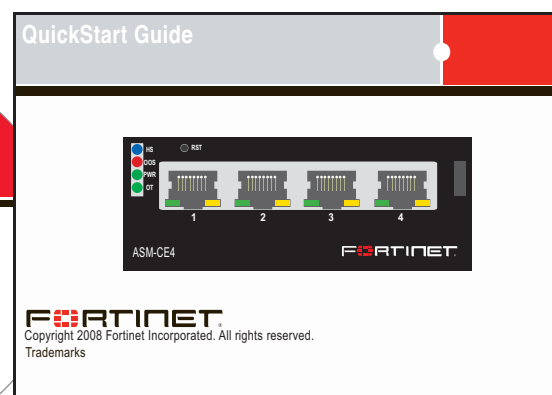 QuickStart Guide
HS
OOS
PWR
OT
RST
1 2 3 4
ASM-CE4
FORTINET
FORTINET
Copyright 2008 Fortinet Incorporated. All rights reserved.
Trademarks